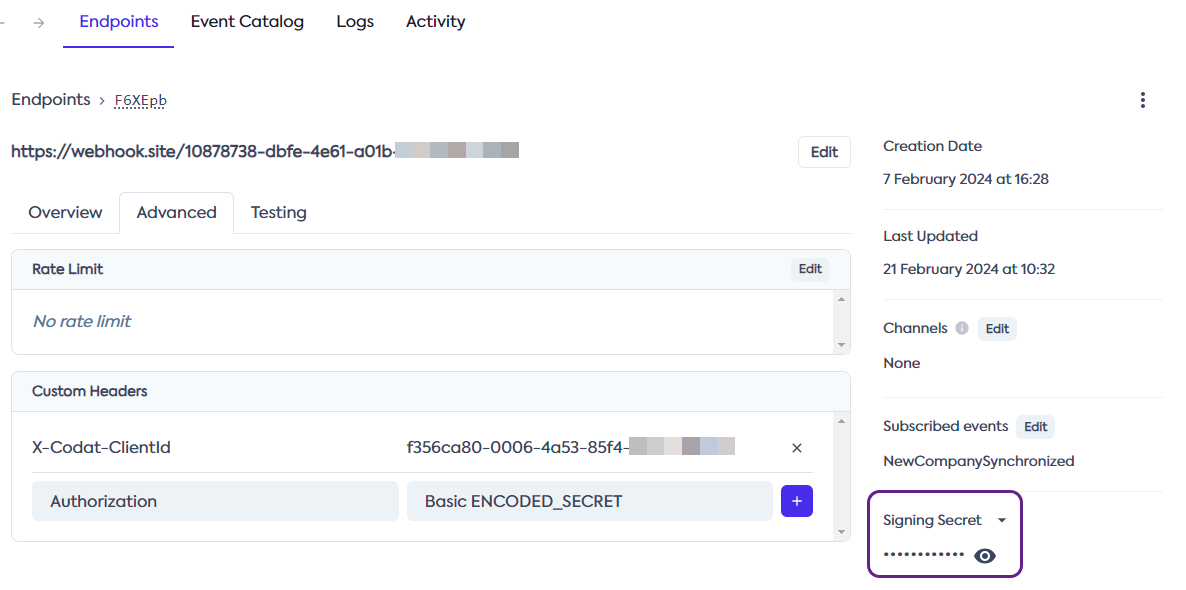 Endpoints Event Catalog Logs Activity
Endpoints > F6XEpb
https://webhook.site/10878738-dbfe-4e61-a01b-
Edit
Overview Advanced Testing
Rate Limit
Edit
No rate limit
Custom Headers
X-Codat-ClientId f356ca80-0006-4a53-85f4-
Authorization Basic ENCODED_SECRET +
Creation Date
7 February 2024 at 16:28
Last Updated
21 February 2024 at 10:32
Channels Edit
None
Subscribed events Edit
NewCompanySynchronized
Signing Secret
••••••••••••